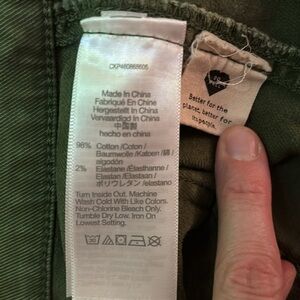 CKP460868605
Made In China
Fabriqué En Chine
Hergestellt In China
Vervaardigd In China
中国製
hecho en china
98% Cotton /Coton /
Baumwolle /Katoen / 綿 /
algodón
2% Elastane /Élasthanne /
Elastan /Elastaan /
ポリウレタン /elastano
Turn Inside Out. Machine
Wash Cold With Like Colors.
Non-Chlorine Bleach Only.
Tumble Dry Low. Iron On
Lowest Setting.
Better for the
planet, better for
its people.